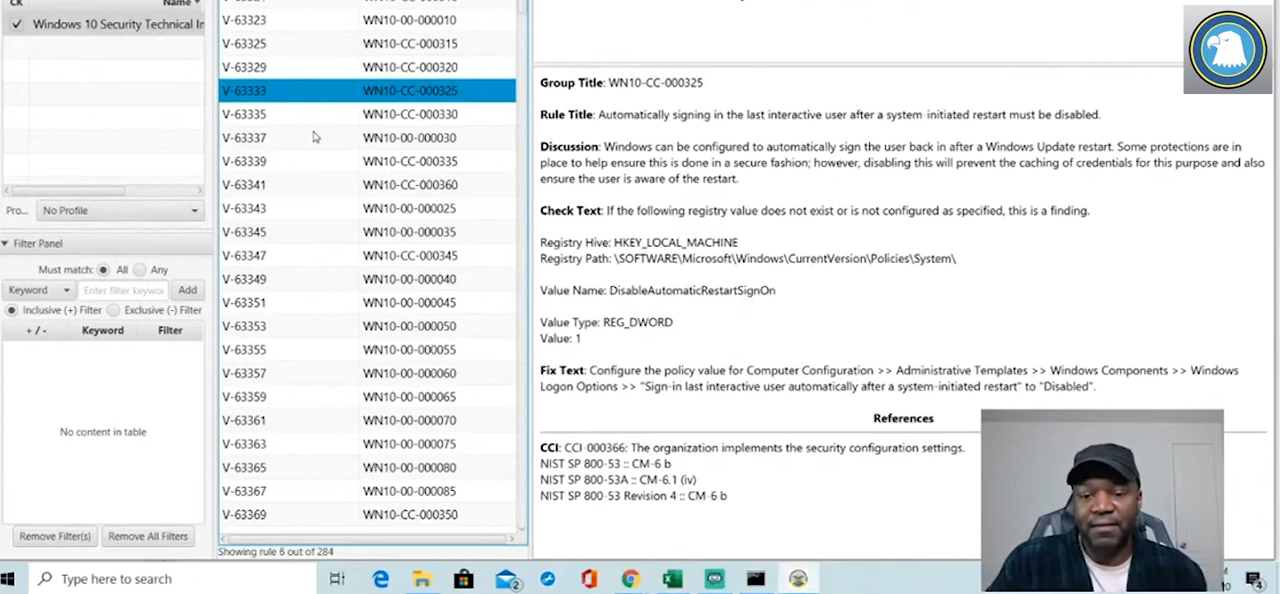 CK
Name
Windows 10 Security Technical In
Pro...
No Profile
Filter Panel
Must match:
All
Any
Keyword
Enter filter keywor
Add
Inclusive (+) Filter
Exclusive (-) Filter
+ / -
Keyword
Filter
No content in table
Remove Filter(s)
Remove All Filters
V-63323 WN10-00-000010
V-63325 WN10-CC-000315
V-63329 WN10-CC-000320
V-63333 WN10-CC-000325
V-63335 WN10-CC-000330
V-63337 WN10-00-000030
V-63339 WN10-CC-000335
V-63341 WN10-CC-000360
V-63343 WN10-00-000025
V-63345 WN10-00-000035
V-63347 WN10-CC-000345
V-63349 WN10-00-000040
V-63351 WN10-00-000045
V-63353 WN10-00-000050
V-63355 WN10-00-000055
V-63357 WN10-00-000060
V-63359 WN10-00-000065
V-63361 WN10-00-000070
V-63363 WN10-00-000075
V-63365 WN10-00-000080
V-63367 WN10-00-000085
V-63369 WN10-CC-000350
Showing rule 6 out of 284
Group Title: WN10-CC-000325
Rule Title: Automatically signing in the last interactive user after a system-initiated restart must be disabled.
Discussion: Windows can be configured to automatically sign the user back in after a Windows Update restart. Some protections are in
place to help ensure this is done in a secure fashion; however, disabling this will prevent the caching of credentials for this purpose and also
ensure the user is aware of the restart.
Check Text: If the following registry value does not exist or is not configured as specified, this is a finding.
Registry Hive: HKEY_LOCAL_MACHINE
Registry Path: \SOFTWARE\Microsoft\Windows\CurrentVersion\Policies\System\
Value Name: DisableAutomaticRestartSignOn
Value Type: REG_DWORD
Value: 1
Fix Text: Configure the policy value for Computer Configuration >> Administrative Templates >> Windows Components >> Windows
Logon Options >> "Sign-in last interactive user automatically after a system-initiated restart" to "Disabled".
References
CCI: CCI-000366: The organization implements the security configuration settings.
NIST SP 800-53 :: CM-6 b
NIST SP 800-53A :: CM-6.1 (iv)
NIST SP 800-53 Revision 4 :: CM-6 b
Type here to search
2
4